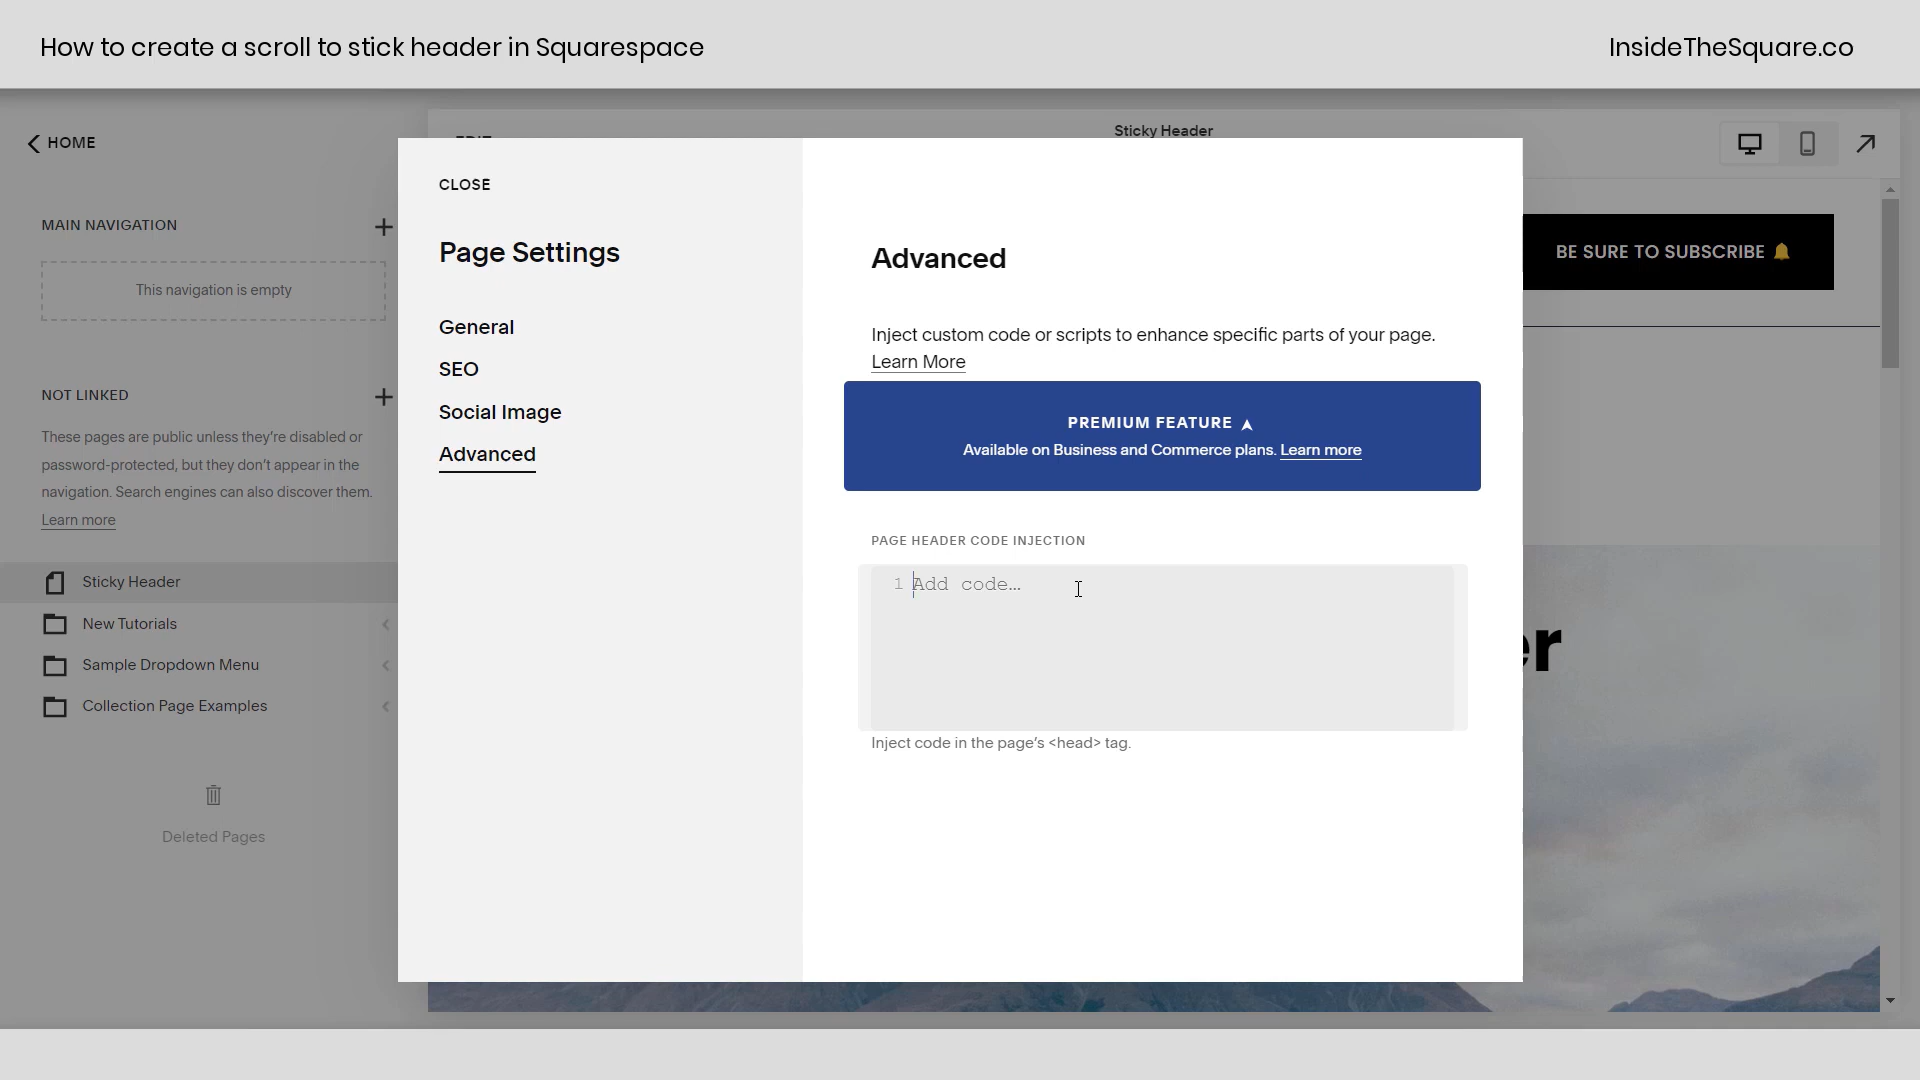 How to create a scroll to stick header in Squarespace
InsideTheSquare.co
HOME
Sticky Header
CLOSE
MAIN NAVIGATION
Page Settings
Advanced
BE SURE TO SUBSCRIBE 🔔
This navigation is empty
General
Inject custom code or scripts to enhance specific parts of your page.
Learn More
SEO
NOT LINKED
Social Image
PREMIUM FEATURE
Available on Business and Commerce plans. Learn more
These pages are public unless they’re disabled or
password-protected, but they don’t appear in the
navigation. Search engines can also discover them.
Learn more
Advanced
PAGE HEADER CODE INJECTION
Sticky Header
1 Add code...
New Tutorials
Sample Dropdown Menu
er
Collection Page Examples
Inject code in the page’s <head> tag.
Deleted Pages